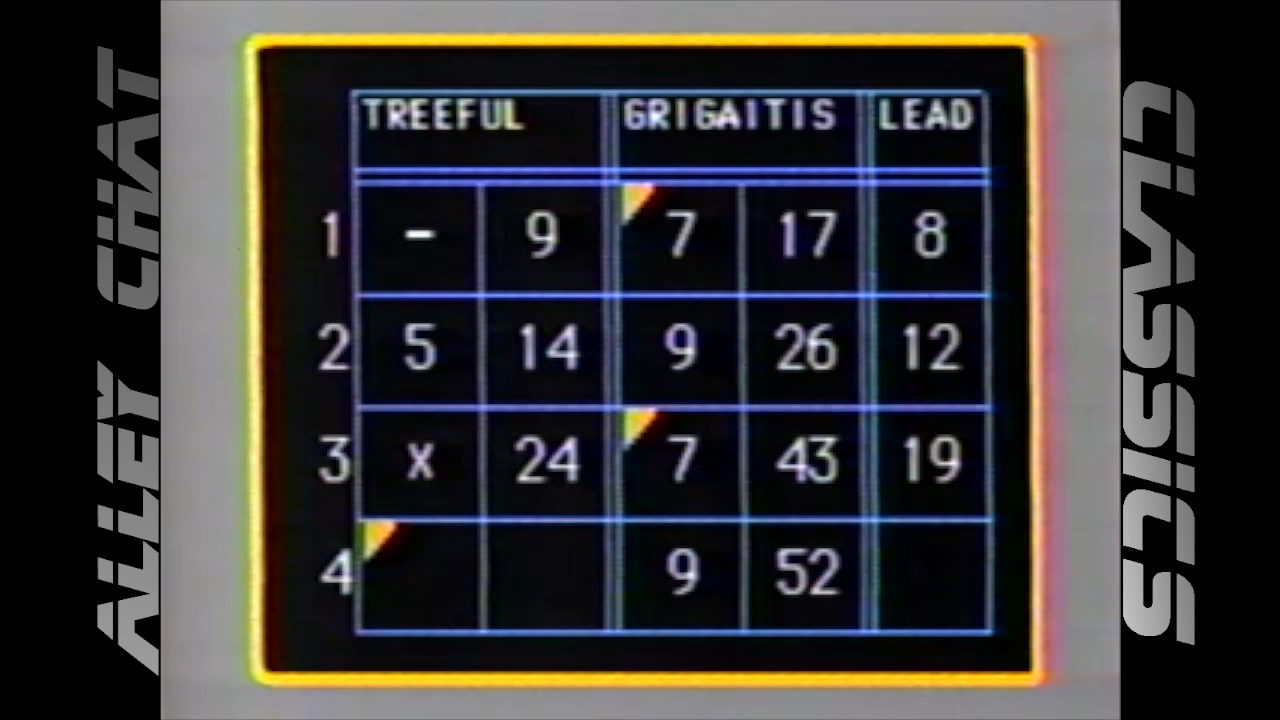 ALLEY CHAT
TREEFUL GRIGAITIS LEAD
1 - 9 7 17 8
2 5 14 9 26 12
3 X 24 7 43 19
4 9 52
CLASSICS